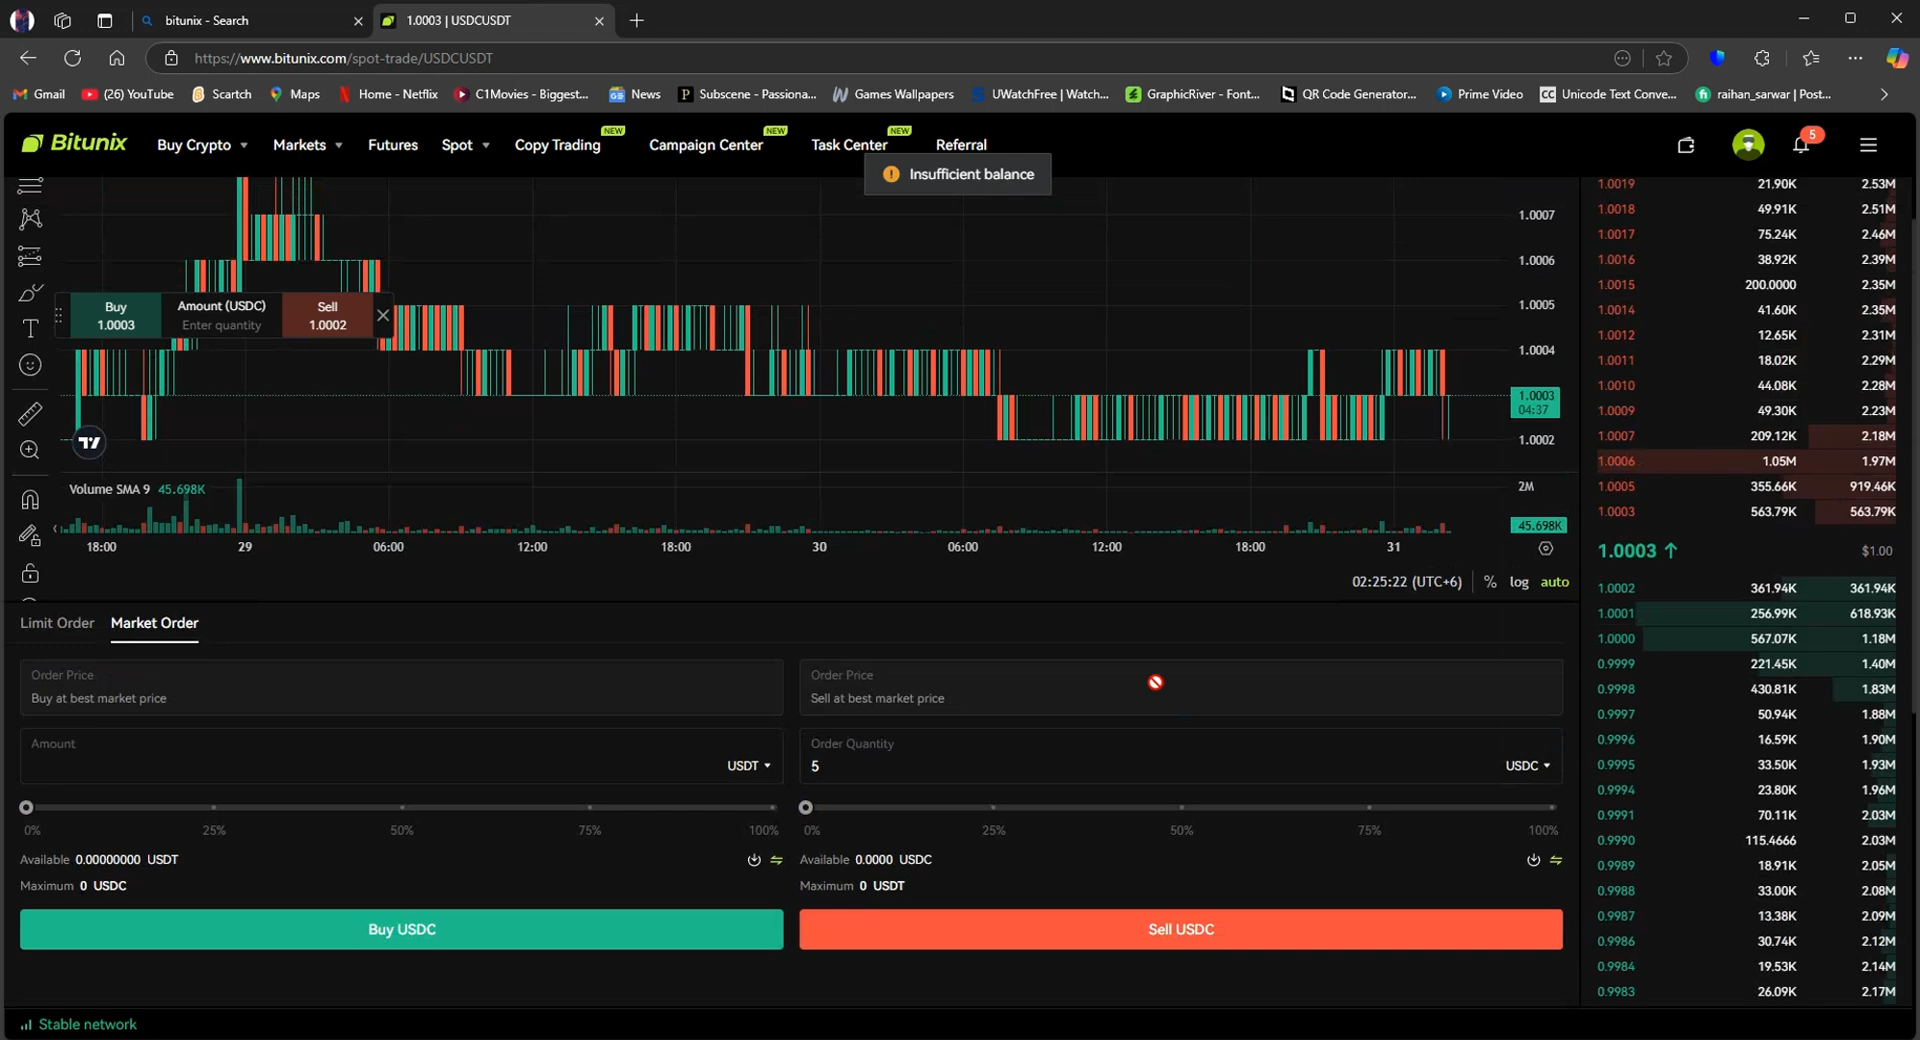 bitunix - Search
1.0003 | USDCUSDT
https://www.bitunix.com/spot-trade/USDCUSDT
Gmail
(26) YouTube
Scartch
Maps
Home - Netflix
C1Movies - Biggest...
News
Subscene - Passiona...
Games Wallpapers
UWatchFree | Watch...
GraphicRiver - Font...
QR Code Generator...
Prime Video
Unicode Text Conve...
raihan_sarwar | Post...
Bitunix
Buy Crypto
Markets
Futures
Spot
Copy Trading
NEW
Campaign Center
NEW
Task Center
NEW
Referral
5
Insufficient balance
1.0007
1.0006
1.0005
1.0004
1.0003
04:37
1.0002
Buy
1.0003
Amount (USDC)
Enter quantity
Sell
1.0002
Volume SMA 9 45.698K
2M
45.698K
18:00 29 06:00 12:00 18:00 30 06:00 12:00 18:00 31
02:25:22 (UTC+6) % log auto
Limit Order Market Order
Order Price
Buy at best market price
Amount
USDT
0% 25% 50% 75% 100%
Available 0.00000000 USDT
Maximum 0 USDC
Buy USDC
Order Price
Sell at best market price
Order Quantity
5 USDC
0% 25% 50% 75% 100%
Available 0.0000 USDC
Maximum 0 USDT
Sell USDC
1.0019 21.90K 2.53M
1.0018 49.91K 2.51M
1.0017 75.24K 2.46M
1.0016 38.92K 2.39M
1.0015 200.0000 2.35M
1.0014 41.60K 2.35M
1.0012 12.65K 2.31M
1.0011 18.02K 2.29M
1.0010 44.08K 2.28M
1.0009 49.30K 2.23M
1.0007 209.12K 2.18M
1.0006 1.05M 1.97M
1.0005 355.66K 919.46K
1.0003 563.79K 563.79K
1.0003 ↑ $1.00
1.0002 361.94K 361.94K
1.0001 256.99K 618.93K
1.0000 567.07K 1.18M
0.9999 221.45K 1.40M
0.9998 430.81K 1.83M
0.9997 50.94K 1.88M
0.9996 16.59K 1.90M
0.9995 33.50K 1.93M
0.9994 23.80K 1.96M
0.9991 70.11K 2.03M
0.9990 115.4666 2.03M
0.9989 18.91K 2.05M
0.9988 33.00K 2.08M
0.9987 13.38K 2.09M
0.9986 30.74K 2.12M
0.9984 19.53K 2.14M
0.9983 26.09K 2.17M
Stable network